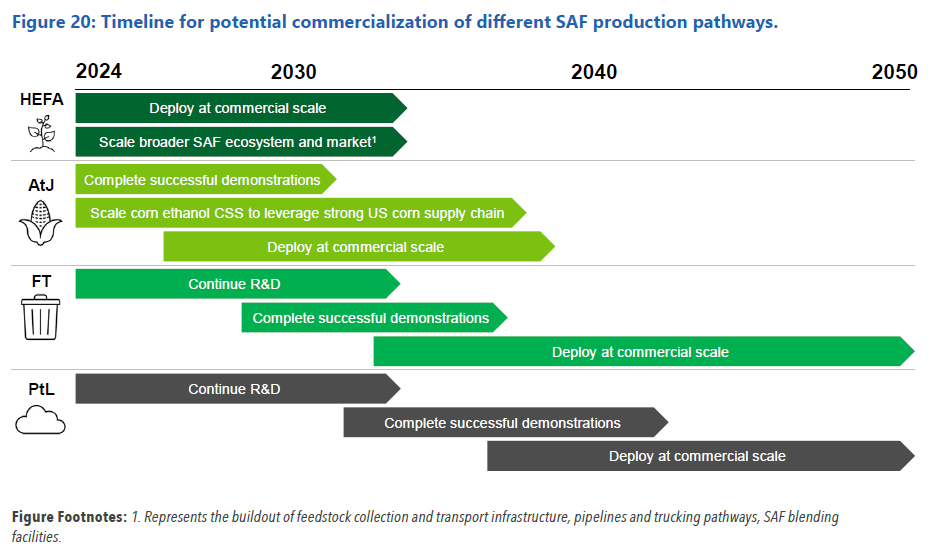 Figure 20: Timeline for potential commercialization of different SAF production pathways.
2024 2030 2040 2050
HEFA
Deploy at commercial scale
Scale broader SAF ecosystem and market¹
AtJ
Complete successful demonstrations
Scale corn ethanol CSS to leverage strong US corn supply chain
Deploy at commercial scale
FT
Continue R&D
Complete successful demonstrations
Deploy at commercial scale
PtL
Continue R&D
Complete successful demonstrations
Deploy at commercial scale
Figure Footnotes: 1. Represents the buildout of feedstock collection and transport infrastructure, pipelines and trucking pathways, SAF blending
facilities.